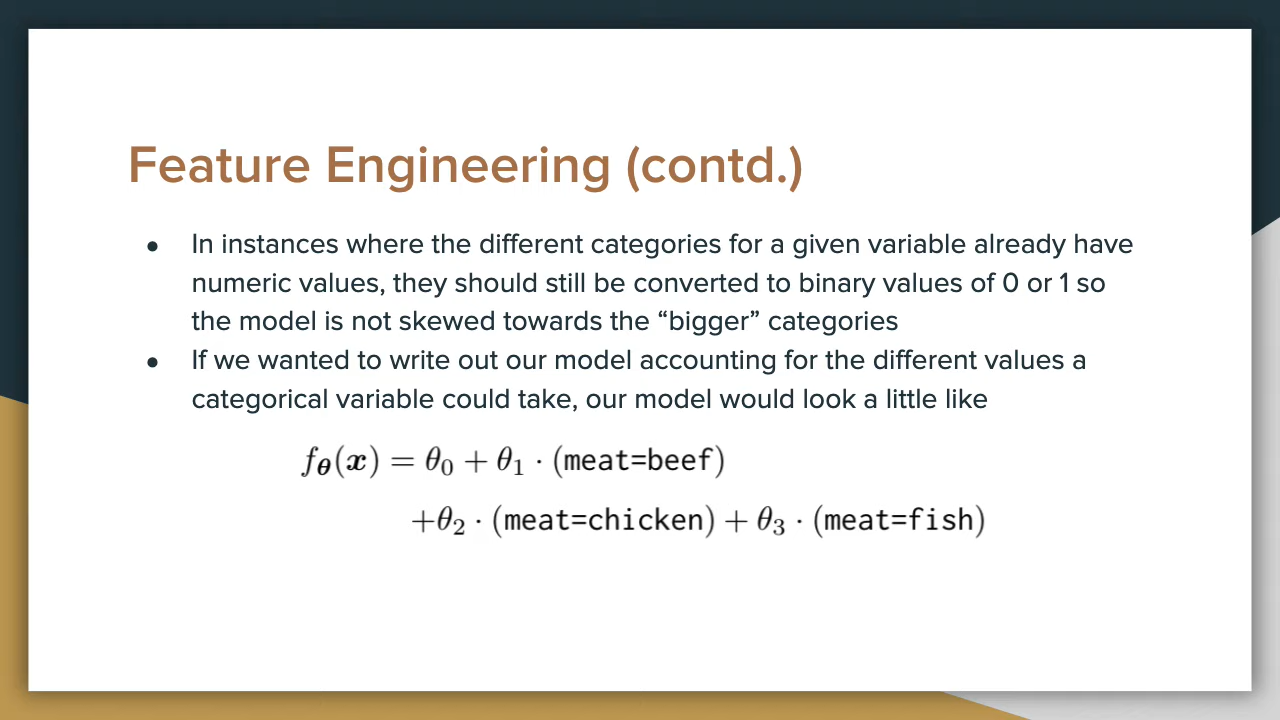 Feature Engineering (contd.)
● In instances where the different categories for a given variable already have
numeric values, they should still be converted to binary values of 0 or 1 so
the model is not skewed towards the “bigger” categories
● If we wanted to write out our model accounting for the different values a
categorical variable could take, our model would look a little like
f_θ(x) = θ₀ + θ₁ · (meat=beef)
+θ₂ · (meat=chicken) + θ₃ · (meat=fish)